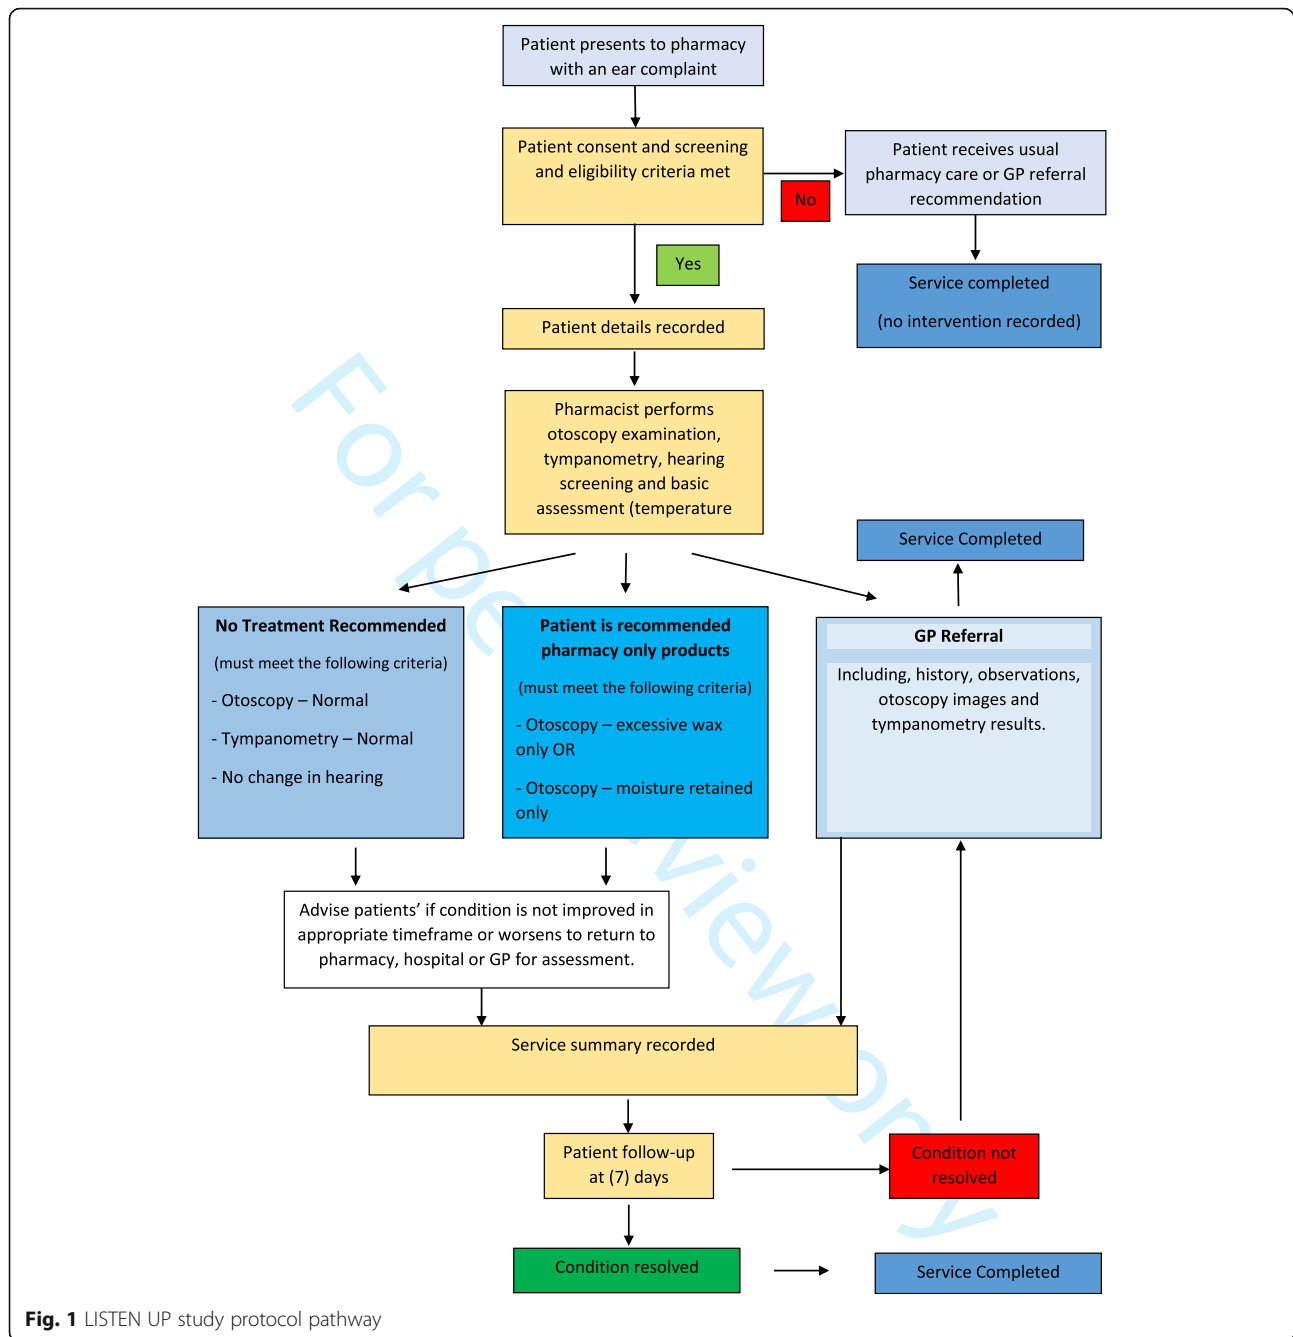 Patient presents to pharmacy
with an ear complaint
Patient consent and screening
and eligibility criteria met
No
Patient receives usual
pharmacy care or GP referral
recommendation
Yes
Service completed
(no intervention recorded)
Patient details recorded
Pharmacist performs
otoscopy examination,
tympanometry, hearing
screening and basic
assessment (temperature
Service Completed
No Treatment Recommended
(must meet the following criteria)
- Otoscopy – Normal
- Tympanometry – Normal
- No change in hearing
Patient is recommended
pharmacy only products
(must meet the following criteria)
- Otoscopy – excessive wax
only OR
- Otoscopy – moisture retained
only
GP Referral
Including, history, observations,
otoscopy images and
tympanometry results.
Advise patients’ if condition is not improved in
appropriate timeframe or worsens to return to
pharmacy, hospital or GP for assessment.
Service summary recorded
Patient follow-up
at (7) days
Condition not
resolved
Condition resolved
Service Completed
For pe view only
Fig. 1 LISTEN UP study protocol pathway